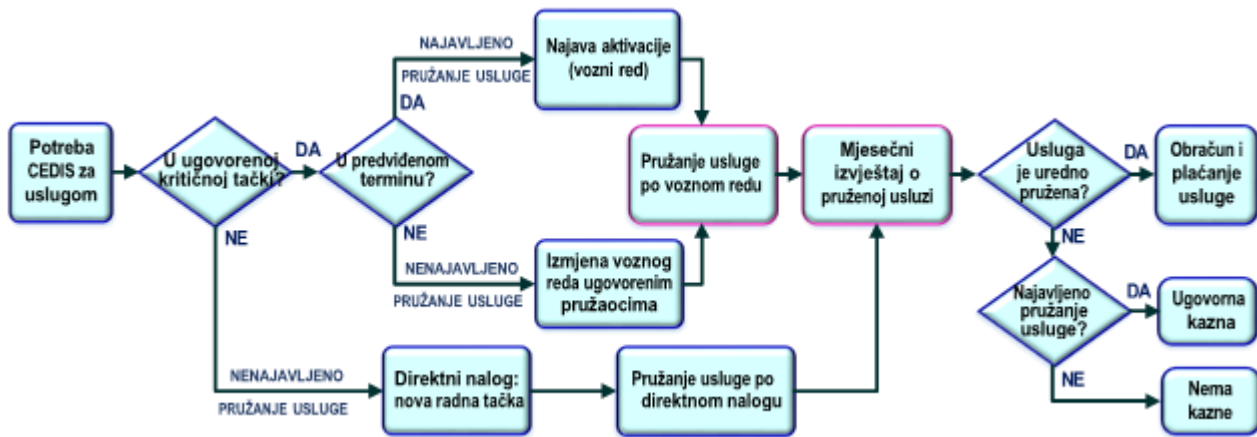 Potreba
CEDIS za
uslugom
U ugovorenoj
kritičnoj tački?
DA
NE
U predviđenom
terminu?
DA
NE
NAJAVLJENO
PRUŽANJE USLUGE
Najava aktivacije
(vozni red)
NENAJAVLJENO
PRUŽANJE USLUGE
Izmjena voznog
reda ugovorenim
pružaocima
NENAJAVLJENO
PRUŽANJE USLUGE
Direktni nalog:
nova radna tačka
Pružanje usluge po
direktnom nalogu
Pružanje usluge
po voznom redu
Mjesečni
izvještaj o
pruženoj usluzi
Usluga
je uredno
pružena?
DA
NE
Obračun i
plaćanje
usluge
Najavljeno
pružanje
usluge?
DA
NE
Ugovorna
kazna
Nema
kazne